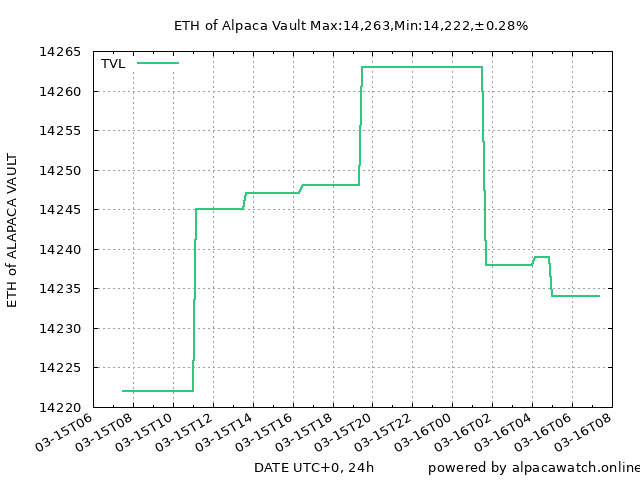 ETH of Alpaca Vault Max:14,263,Min:14,222,±0.28%
TVL
ETH of ALAPACA VAULT
14265
14260
14255
14250
14245
14240
14235
14230
14225
14220
03-15T06
03-15T08
03-15T10
03-15T12
03-15T14
03-15T16
03-15T18
03-15T20
03-15T22
03-16T00
03-16T02
03-16T04
03-16T06
03-16T08
DATE UTC+0, 24h
powered by alpacawatch.online